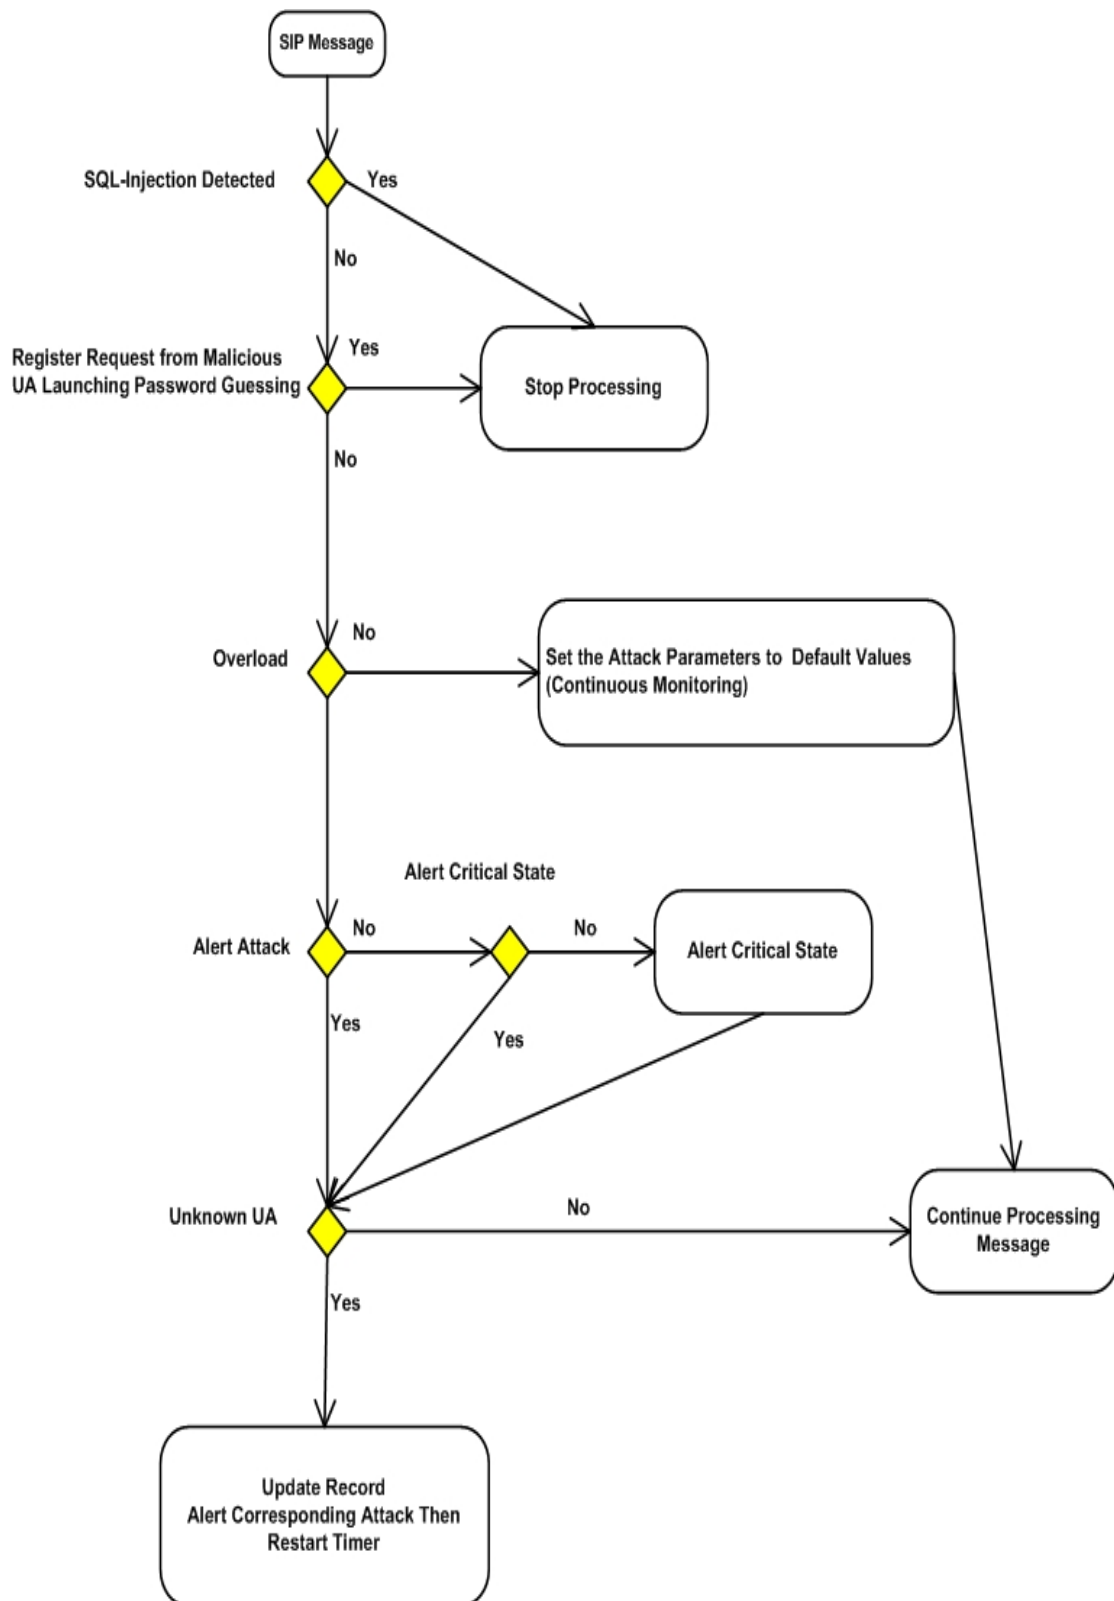 SIP Message
SQL-Injection Detected
Yes
No
Register Request from Malicious
UA Launching Password Guessing
Yes
Stop Processing
No
Overload
No
Set the Attack Parameters to Default Values
(Continuous Monitoring)
Alert Critical State
Alert Attack
No
No
Alert Critical State
Yes
Yes
Unknown UA
No
Continue Processing
Message
Yes
Update Record
Alert Corresponding Attack Then
Restart Timer